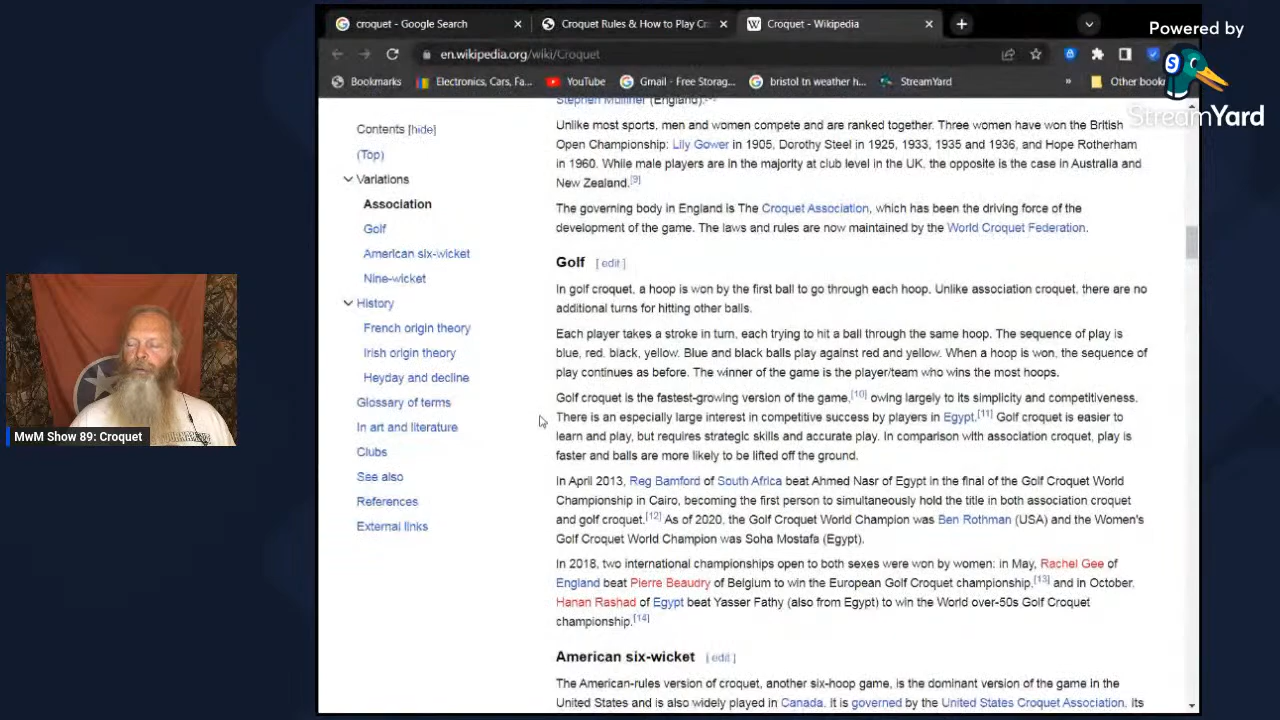 croquet - Google Search
Croquet Rules & How to Play Cr
Croquet - Wikipedia
Powered by
S
StreamYard
en.wikipedia.org/wiki/Croquet
Bookmarks
Electronics, Cars, Fa...
YouTube
Gmail - Free Storag...
bristol tn weather h...
StreamYard
»
Other book
Contents [hide]
(Top)
Variations
Association
Golf
American six-wicket
Nine-wicket
History
French origin theory
Irish origin theory
Heyday and decline
Glossary of terms
In art and literature
Clubs
See also
References
External links
Stephen Mulliner (England).
Unlike most sports, men and women compete and are ranked together. Three women have won the British
Open Championship: Lily Gower in 1905, Dorothy Steel in 1925, 1933, 1935 and 1936, and Hope Rotherham
in 1960. While male players are in the majority at club level in the UK, the opposite is the case in Australia and
New Zealand.[9]
The governing body in England is The Croquet Association, which has been the driving force of the
development of the game. The laws and rules are now maintained by the World Croquet Federation.
Golf [ edit ]
In golf croquet, a hoop is won by the first ball to go through each hoop. Unlike association croquet, there are no
additional turns for hitting other balls.
Each player takes a stroke in turn, each trying to hit a ball through the same hoop. The sequence of play is
blue, red, black, yellow. Blue and black balls play against red and yellow. When a hoop is won, the sequence of
play continues as before. The winner of the game is the player/team who wins the most hoops.
Golf croquet is the fastest-growing version of the game,[10] owing largely to its simplicity and competitiveness.
There is an especially large interest in competitive success by players in Egypt.[11] Golf croquet is easier to
learn and play, but requires strategic skills and accurate play. In comparison with association croquet, play is
faster and balls are more likely to be lifted off the ground.
In April 2013, Reg Bamford of South Africa beat Ahmed Nasr of Egypt in the final of the Golf Croquet World
Championship in Cairo, becoming the first person to simultaneously hold the title in both association croquet
and golf croquet.[12] As of 2020, the Golf Croquet World Champion was Ben Rothman (USA) and the Women's
Golf Croquet World Champion was Soha Mostafa (Egypt).
In 2018, two international championships open to both sexes were won by women: in May, Rachel Gee of
England beat Pierre Beaudry of Belgium to win the European Golf Croquet championship,[13] and in October,
Hanan Rashad of Egypt beat Yasser Fathy (also from Egypt) to win the World over-50s Golf Croquet
championship.[14]
American six-wicket [ edit ]
The American-rules version of croquet, another six-hoop game, is the dominant version of the game in the
United States and is also widely played in Canada. It is governed by the United States Croquet Association. Its
MwM Show 89: Croquet